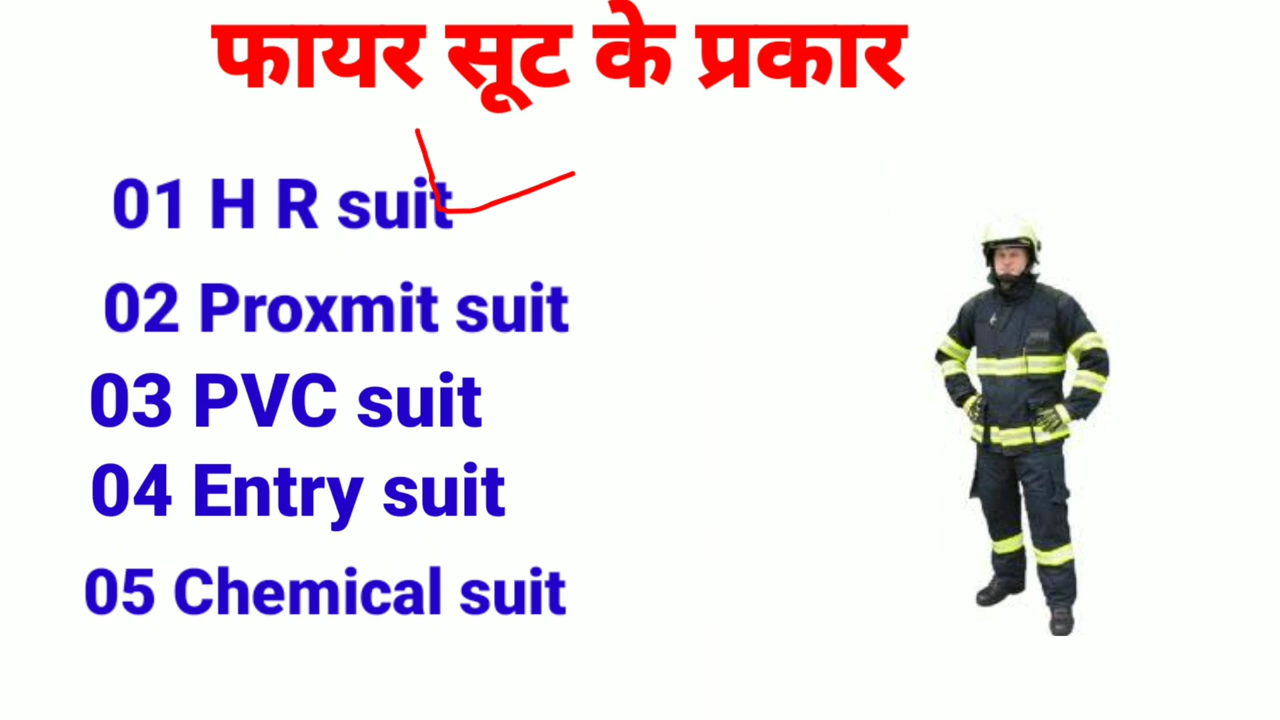 फायर सूट के प्रकार
01 H R suit
02 Proxmit suit
03 PVC suit
04 Entry suit
05 Chemical suit